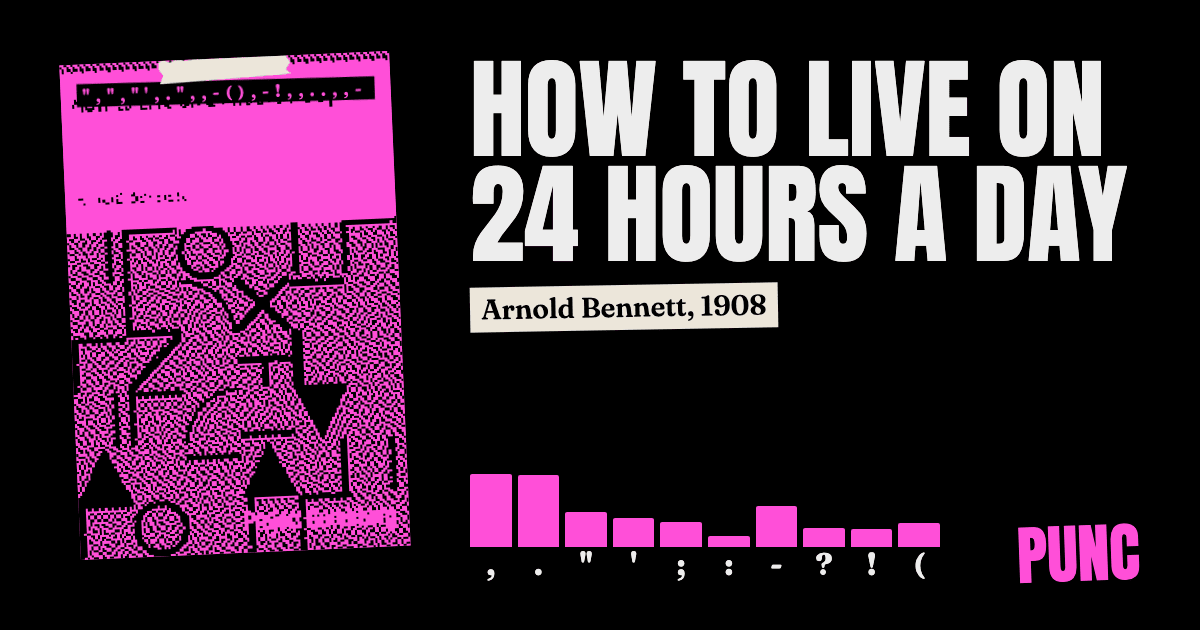 ",","',.",,-(),-!,,..,,-
HOW TO LIVE ON
24 HOURS A DAY
Arnold Bennett, 1908
, . " ' ; : - ? ! (
PUNC